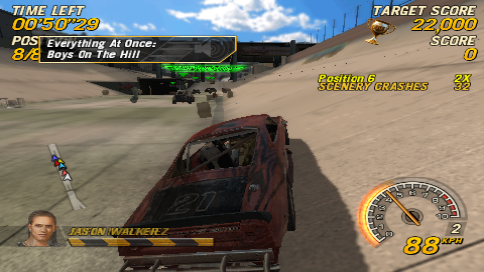 TIME LEFT
00'50"29
POS
8/8
Everything At Once:
Boys On The Hill
TARGET SCORE
22,000
SCORE
0
Position 6 2X
SCENERY CRASHES 32
21
JASON WALKER 2
2
88 KPH